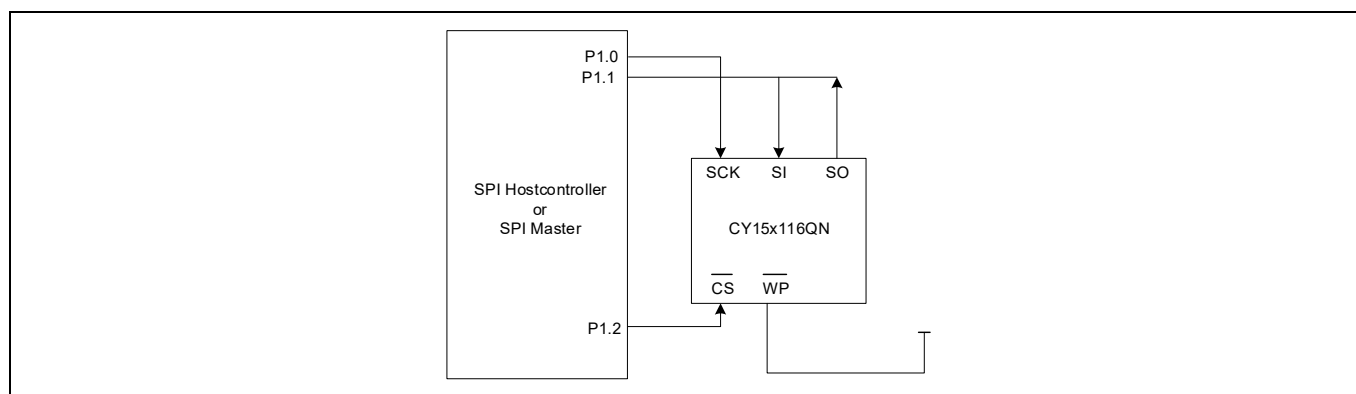 P1.0
P1.1
SCK SI SO
SPI Hostcontroller
or
SPI Master
CY15x116QN
CS WP
P1.2